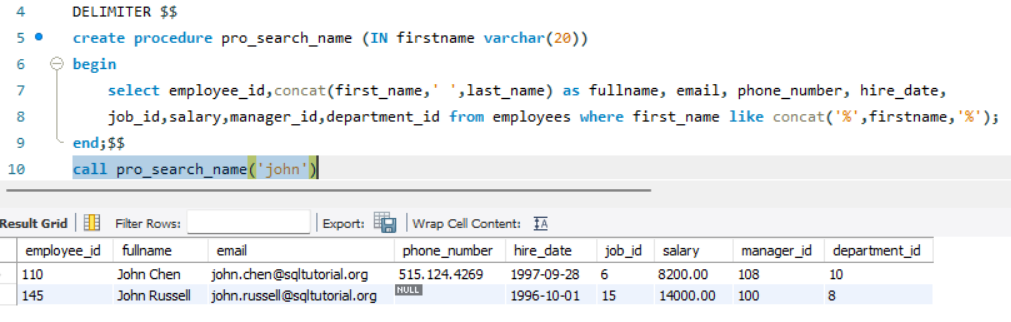 4 DELIMITER $$
5 create procedure pro_search_name (IN firstname varchar(20))
6 begin
7 select employee_id,concat(first_name,' ',last_name) as fullname, email, phone_number, hire_date,
8 job_id,salary,manager_id,department_id from employees where first_name like concat('%',firstname,'%');
9 end;$$
10 call pro_search_name('john')
Result Grid Filter Rows: Export: Wrap Cell Content: IA
employee_id fullname email phone_number hire_date job_id salary manager_id department_id
110 John Chen john.chen@sqltutorial.org 515.124.4269 1997-09-28 6 8200.00 108 10
145 John Russell john.russell@sqltutorial.org NULL 1996-10-01 15 14000.00 100 8